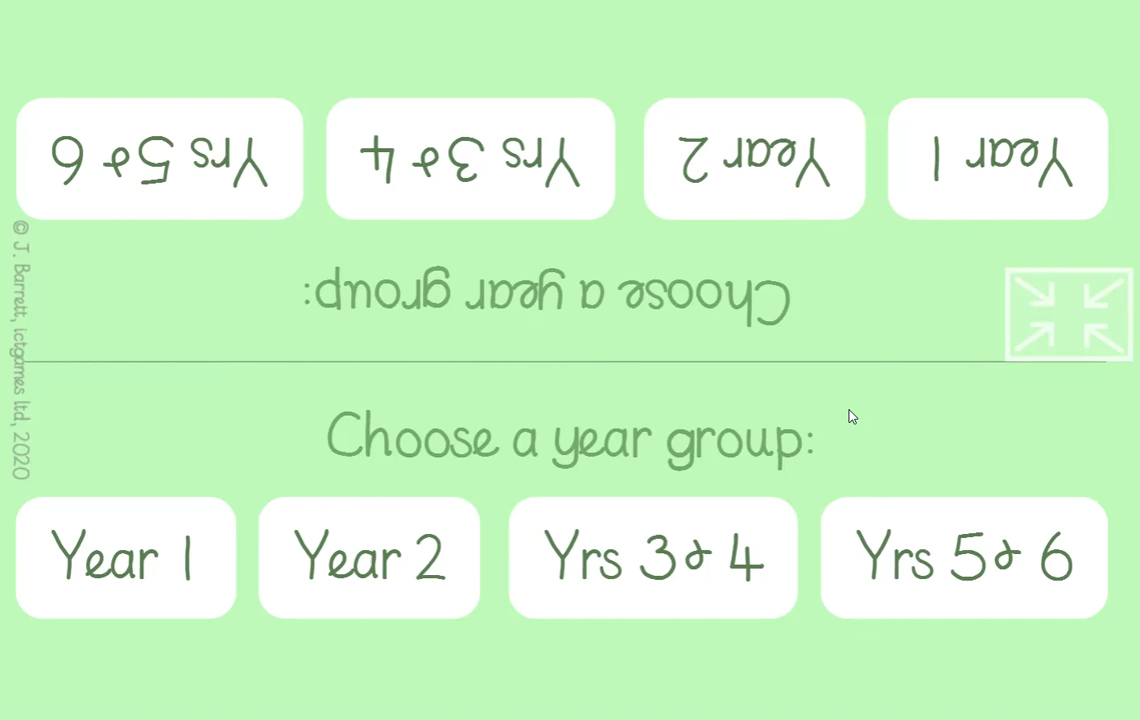 Yrs 5 & 6 Yrs 3 & 4 Year 2 Year 1
Choose a year group:
© J. Barrett, ictgames ltd, 2020
Choose a year group:
Year 1 Year 2 Yrs 3 & 4 Yrs 5 & 6